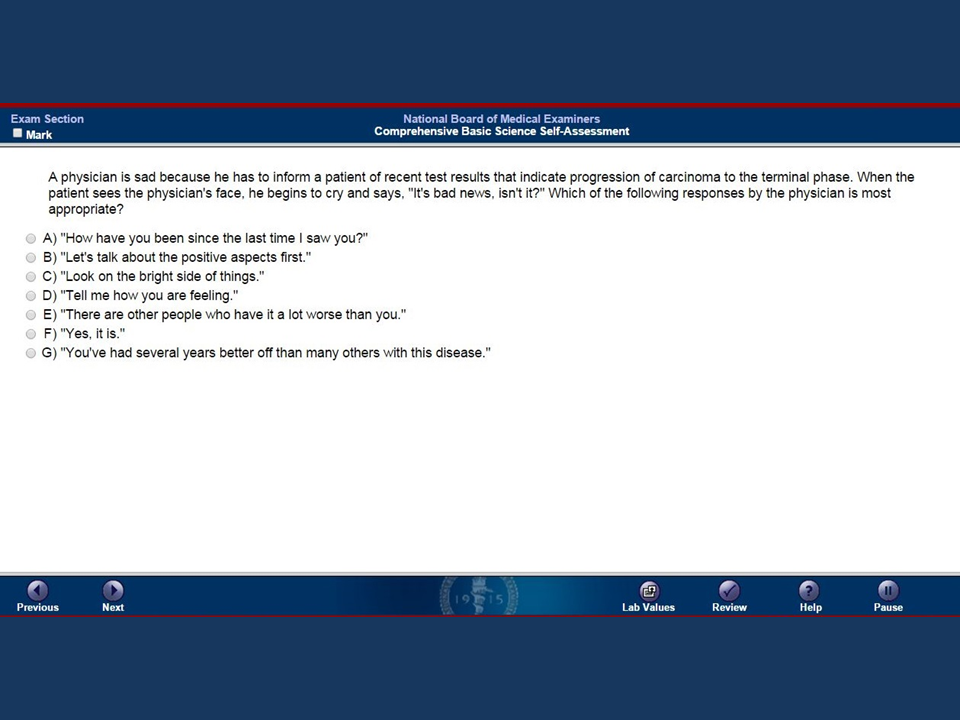 Exam Section
Mark
National Board of Medical Examiners
Comprehensive Basic Science Self-Assessment
A physician is sad because he has to inform a patient of recent test results that indicate progression of carcinoma to the terminal phase. When the
patient sees the physician's face, he begins to cry and says, "It's bad news, isn't it?" Which of the following responses by the physician is most
appropriate?
A) "How have you been since the last time I saw you?"
B) "Let's talk about the positive aspects first."
C) "Look on the bright side of things."
D) "Tell me how you are feeling."
E) "There are other people who have it a lot worse than you."
F) "Yes, it is."
G) "You've had several years better off than many others with this disease."
1915
Previous
Next
Lab Values
Review
Help
Pause